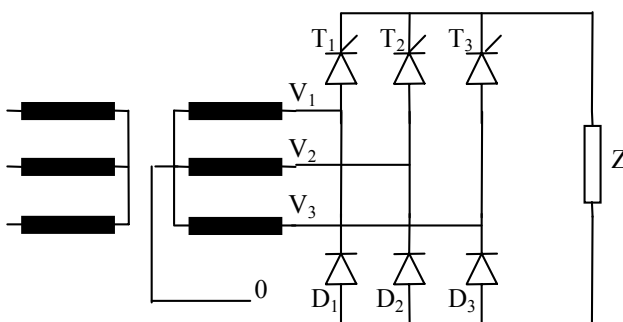 T₁ T₂ T₃
V₁
V₂
Z
V₃
0
D₁ D₂ D₃